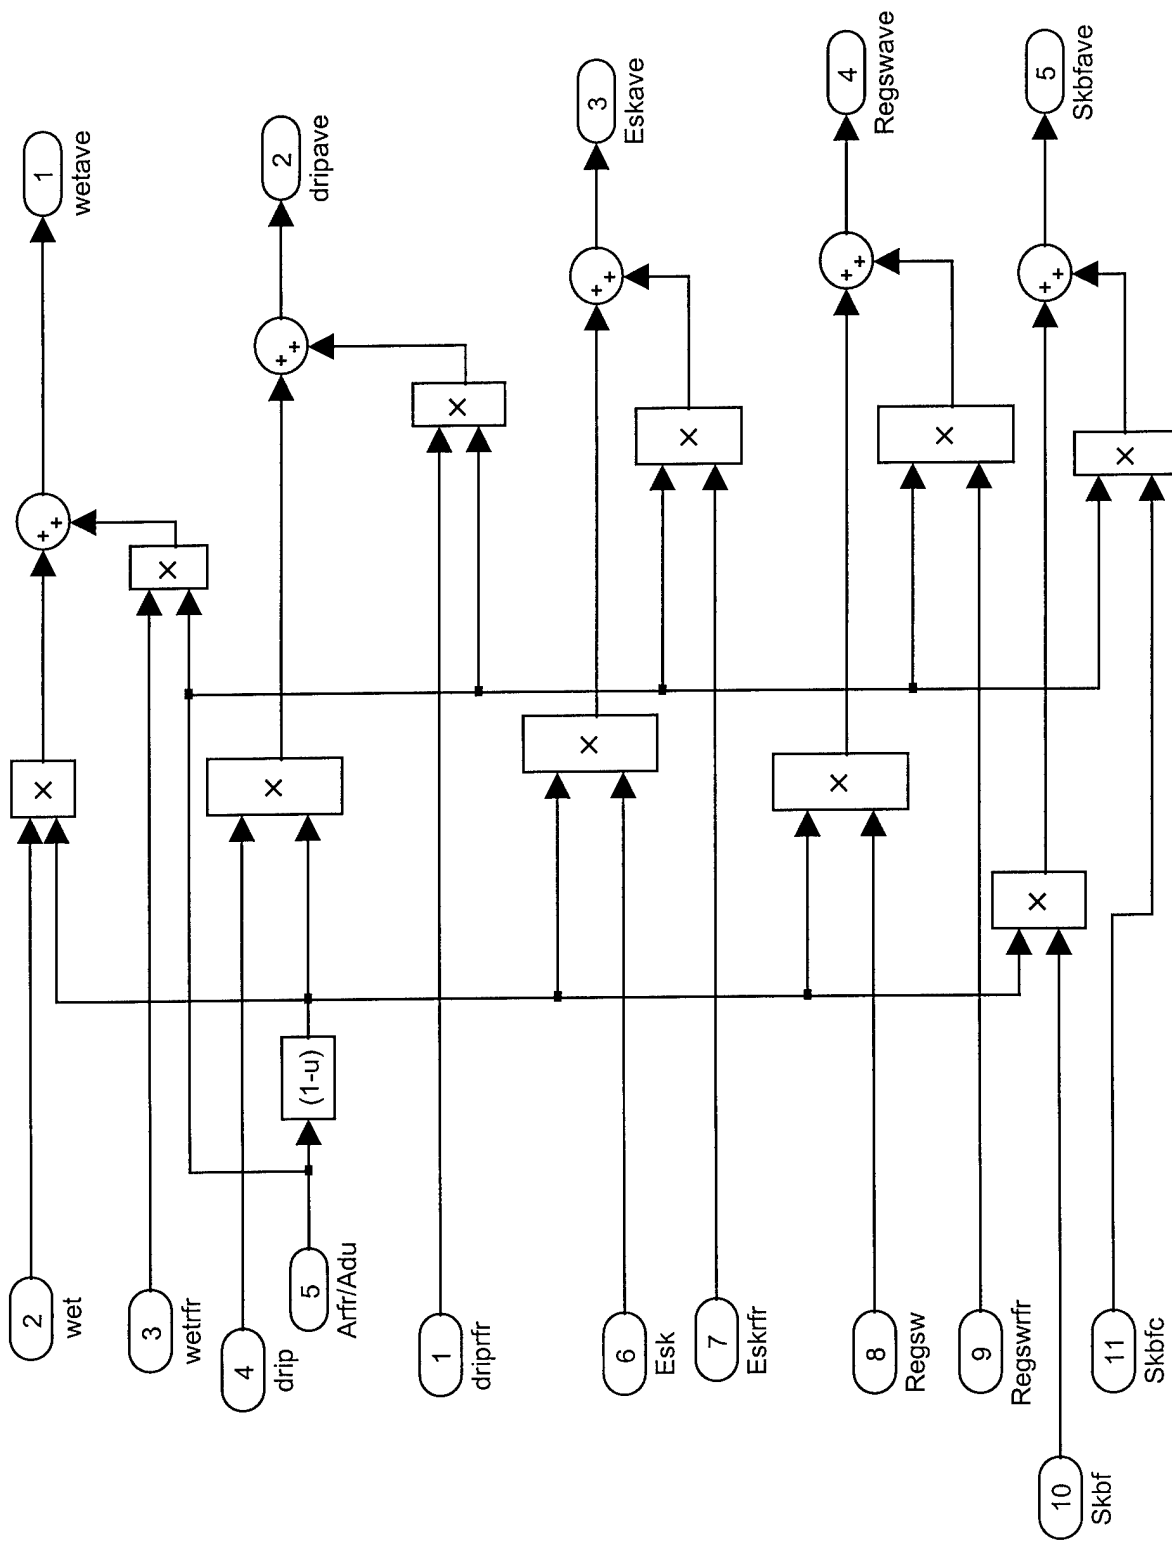 2
wet
3
wetrfr
4
drip
5
Arfr/Adu
1
driprfr
6
Esk
7
Eskrfr
8
Regsw
9
Regswrfr
10
Skbf
11
Skbfc
(1-u)
×
×
×
×
×
×
×
×
×
×
+
+
+
+
+
+
+
+
+
+
1
wetave
2
dripave
3
Eskave
4
Regswave
5
Skbfave